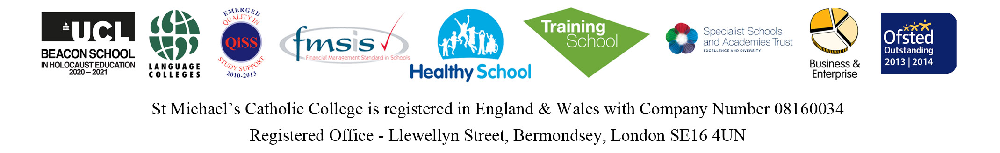 UCL
BEACON SCHOOL
IN HOLOCAUST EDUCATION
2020 – 2021
LANGUAGE
COLLEGES
EMERGED
QUALITY IN
QiSS
STUDY SUPPORT
2010-2013
fmsis
Financial Management Standard in Schools
Healthy School
Training
School
Specialist Schools
and Academies Trust
EXCELLENCE AND DIVERSITY
Business &
Enterprise
Ofsted
Outstanding
2013 | 2014
St Michael’s Catholic College is registered in England & Wales with Company Number 08160034
Registered Office - Llewellyn Street, Bermondsey, London SE16 4UN